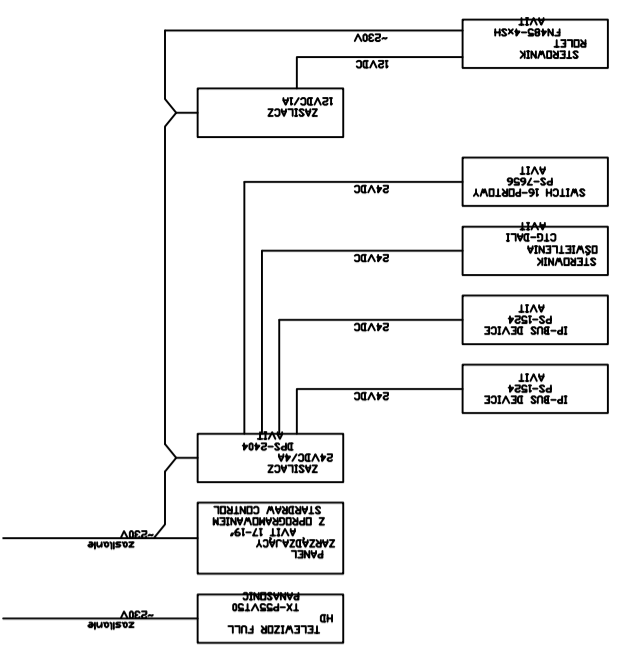 TELEWIZOR FULL
HD
TX-P55VT50
PANASONIC
zasilanie
~230V
PANEL
ZARZĄDZAJĄCY
AVIT 17-19"
Z OPROGRAMOWANIEM
STARDRAW CONTROL
zasilanie
~230V
ZASILACZ
24VDC/4A
DPS-2404
AVIT
IP-BUS DEVICE
PS-1524
AVIT
24VDC
IP-BUS DEVICE
PS-1524
AVIT
24VDC
STEROWNIK
OŚWIETLENIA
CTG-DALI
AVIT
24VDC
SWITCH 16-PORTOWY
PS-7656
AVIT
24VDC
ZASILACZ
12VDC/1A
STEROWNIK
ROLET
FN485-4xSH
AVIT
12VDC
~230V